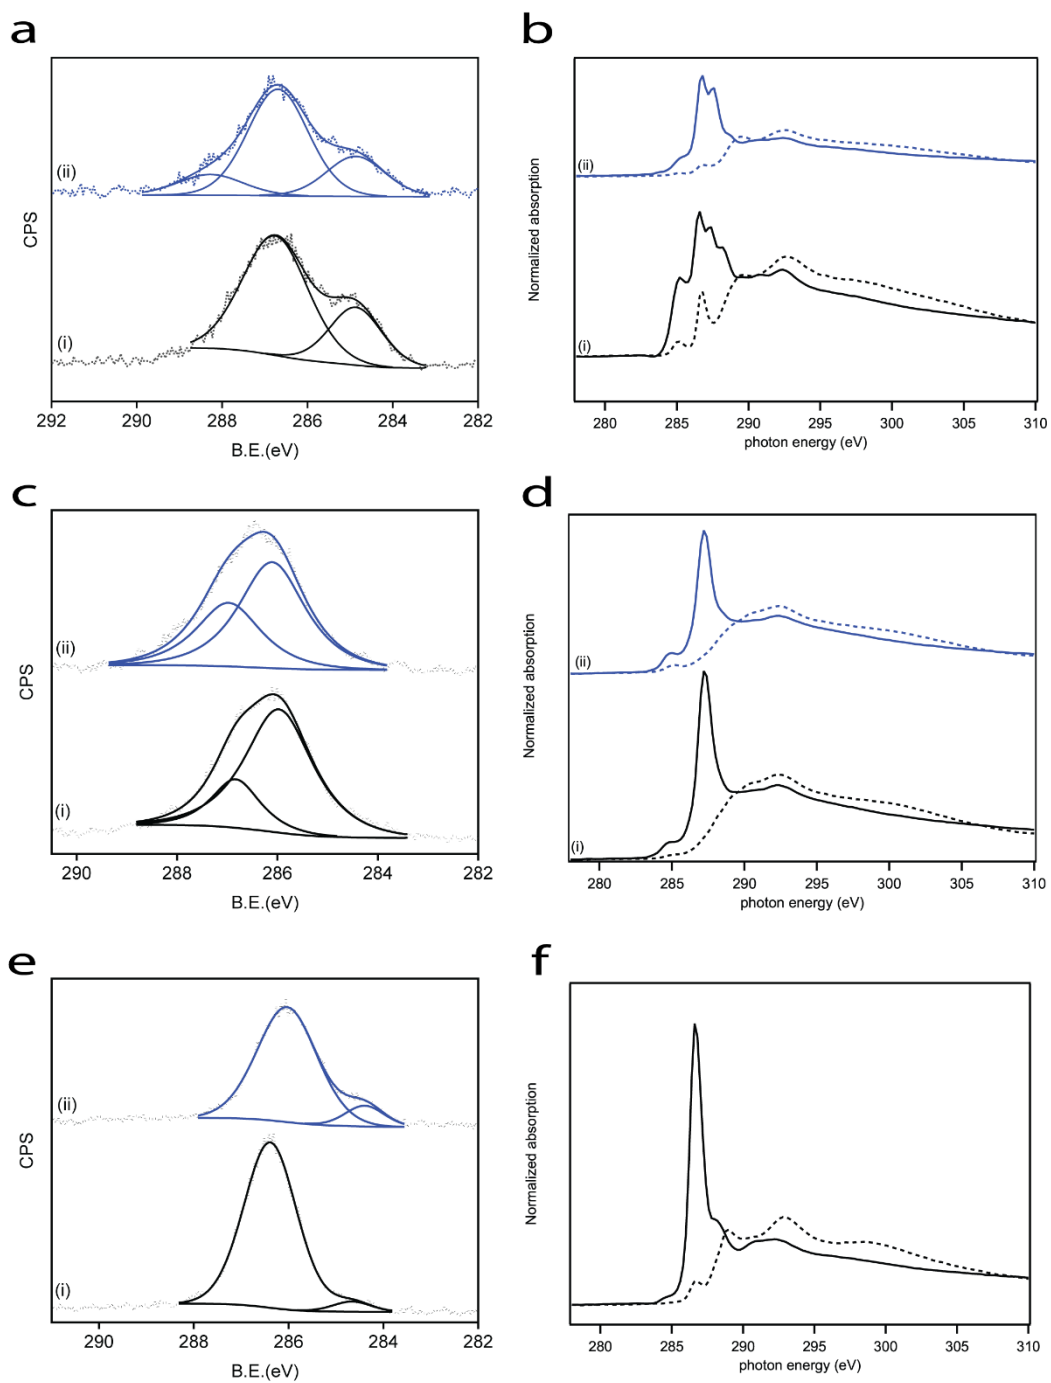 a
(ii)
(i)
CPS
292 290 288 286 284 282
B.E.(eV)
b
(ii)
(i)
Normalized absorption
280 285 290 295 300 305 310
photon energy (eV)
c
(ii)
(i)
CPS
290 288 286 284 282
B.E.(eV)
d
(ii)
(i)
Normalized absorption
280 285 290 295 300 305 310
photon energy (eV)
e
(ii)
(i)
CPS
290 288 286 284 282
B.E.(eV)
f
Normalized absorption
280 285 290 295 300 305 310
photon energy (eV)